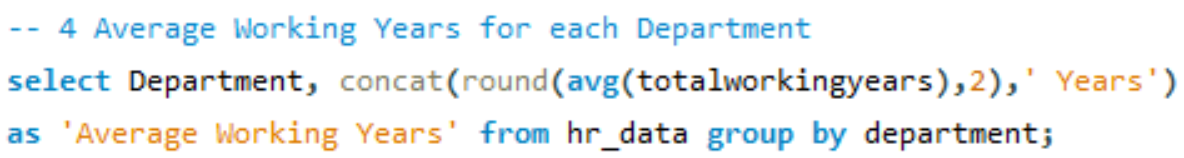 -- 4 Average Working Years for each Department
select Department, concat(round(avg(totalworkingyears),2),' Years')
as 'Average Working Years' from hr_data group by department;